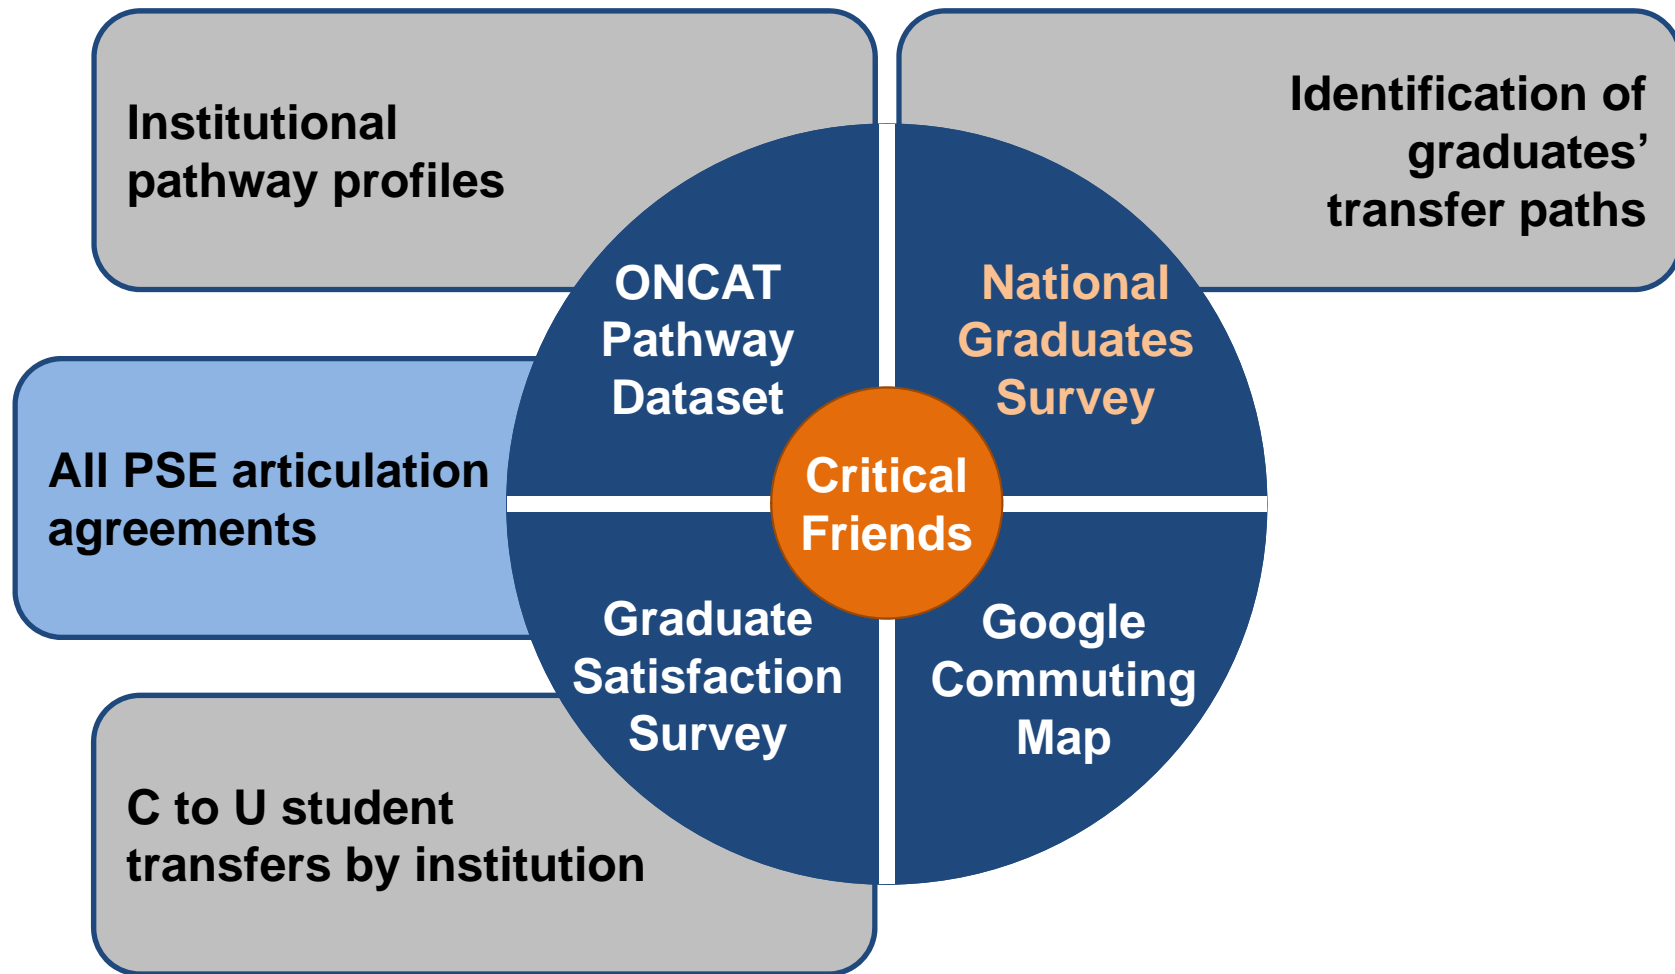 Institutional
pathway profiles
Identification of
graduates’
transfer paths
ONCAT
Pathway
Dataset
National
Graduates
Survey
All PSE articulation
agreements
Critical
Friends
Graduate
Satisfaction
Survey
Google
Commuting
Map
C to U student
transfers by institution